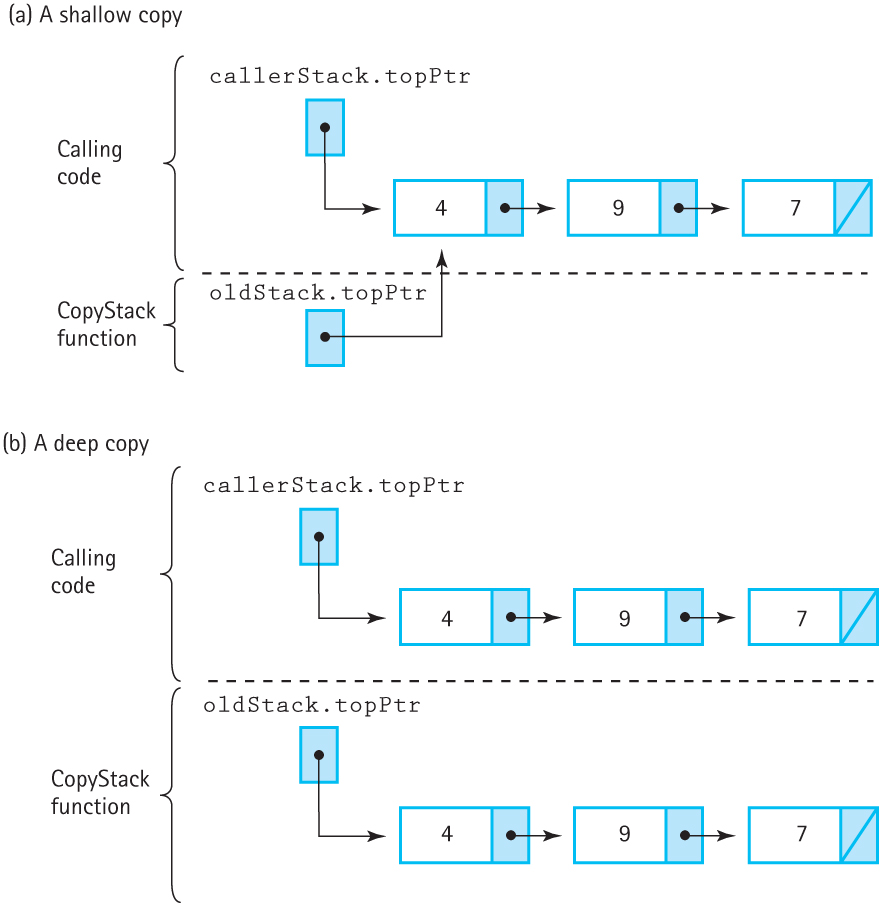 (a) A shallow copy
callerStack.topPtr
Calling
code
4 9 7
oldStack.topPtr
CopyStack
function
(b) A deep copy
callerStack.topPtr
Calling
code
4 9 7
oldStack.topPtr
CopyStack
function
4 9 7